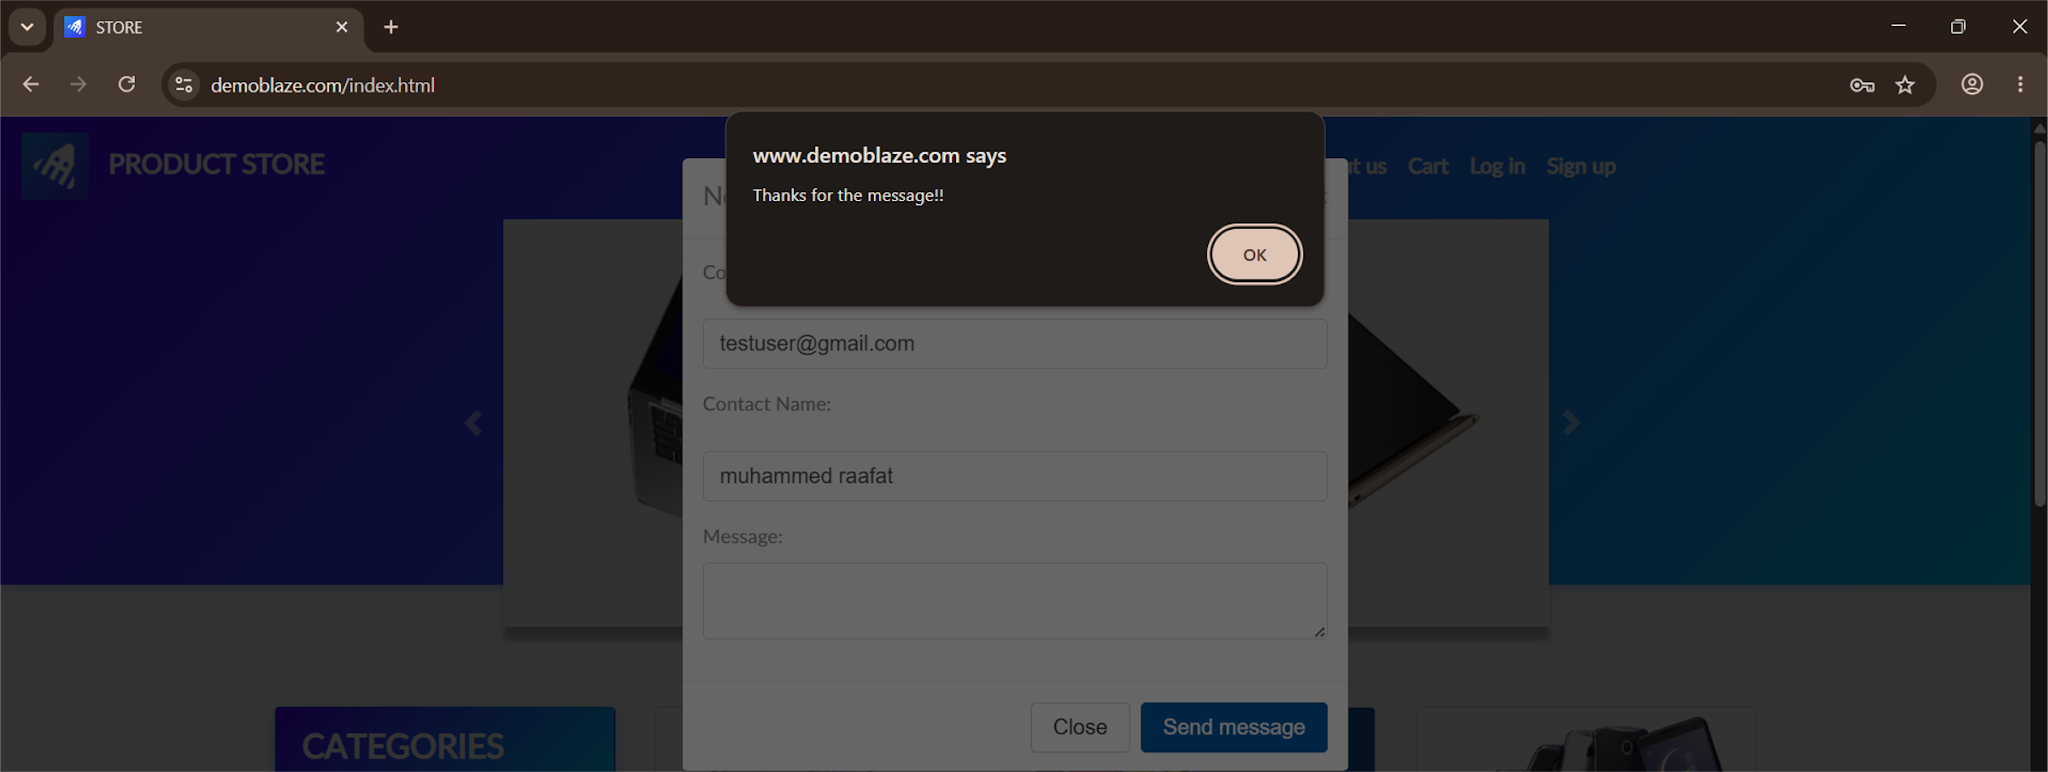 STORE
demoblaze.com/index.html
PRODUCT STORE
us
Cart
Log in
Sign up
www.demoblaze.com says
Thanks for the message!!
OK
testuser@gmail.com
Contact Name:
muhammed raafat
Message:
Close
Send message
CATEGORIES